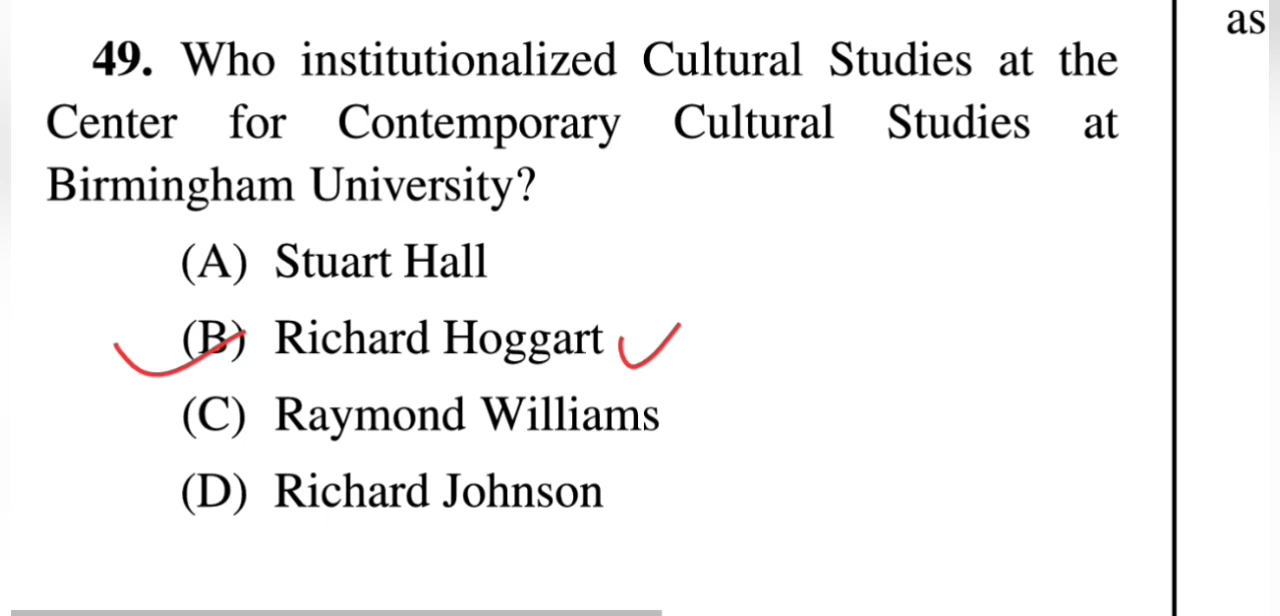 as
49. Who institutionalized Cultural Studies at the
Center for Contemporary Cultural Studies at
Birmingham University?
(A) Stuart Hall
(B) Richard Hoggart
(C) Raymond Williams
(D) Richard Johnson